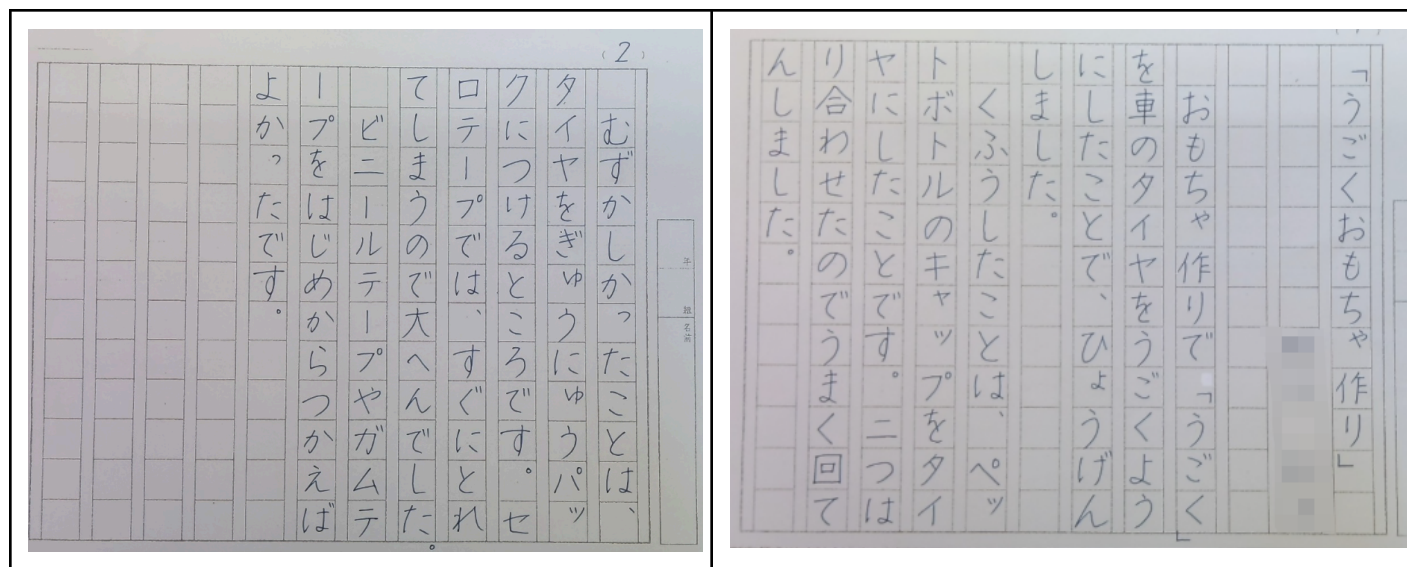 「うごくおもちゃ作り」
おもちゃ作りで「うごく」
を車のタイヤをうごくよう
にしたことで、ひょうげん
しました。
くふうしたことは、ペッ
トボトルのキャップをタイ
ヤにしたことです。二つは
り合わせたのでうまく回て
んしました。
(2)
むずかしかったことは、
タイヤをぎゅうにゅうパッ
クにつけるところです。セ
ロテープでは、すぐにとれ
てしまうので大へんでした。
ビニールテープやガムテ
ープをはじめからつかえば
よかったです。